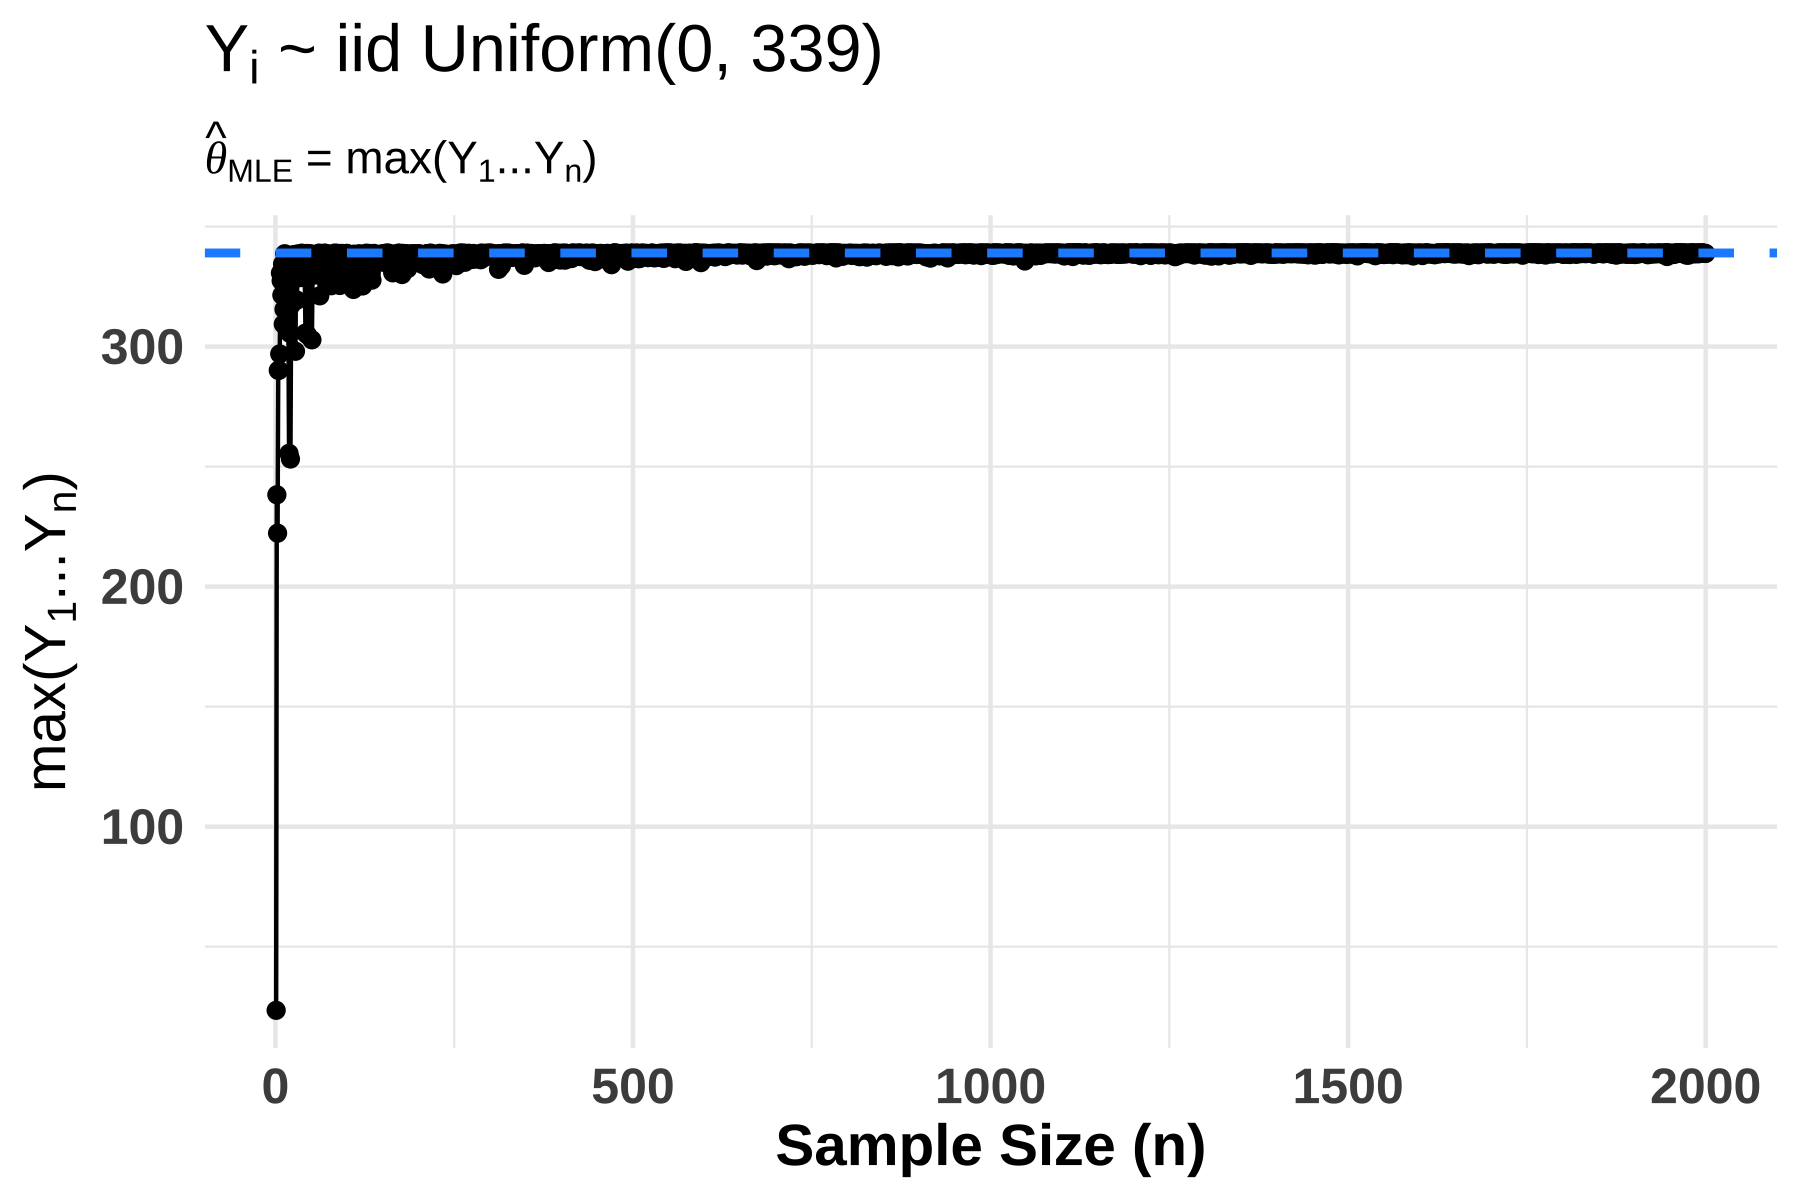 Yᵢ ~ iid Uniform(0, 339)
θ̂MLE = max(Y₁...Yₙ)
max(Y₁...Yₙ)
300
200
100
0 500 1000 1500 2000
Sample Size (n)